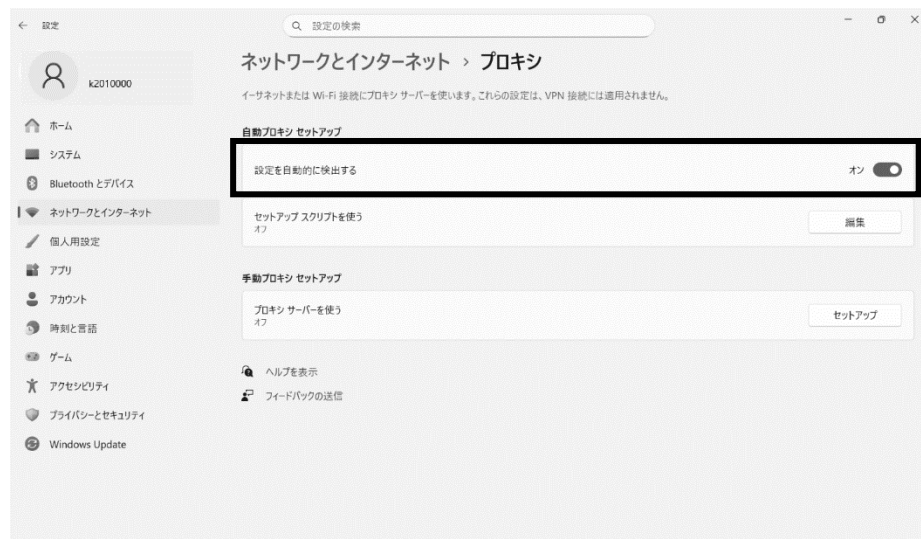 設定
設定の検索
k2010000
ホーム
システム
Bluetooth とデバイス
ネットワークとインターネット
個人用設定
アプリ
アカウント
時刻と言語
ゲーム
アクセシビリティ
プライバシーとセキュリティ
Windows Update
ネットワークとインターネット › プロキシ
イーサネットまたは Wi-Fi 接続にプロキシ サーバーを使います。これらの設定は、VPN 接続には適用されません。
自動プロキシ セットアップ
設定を自動的に検出する
オン
セットアップ スクリプトを使う
オフ
編集
手動プロキシ セットアップ
プロキシ サーバーを使う
オフ
セットアップ
ヘルプを表示
フィードバックの送信